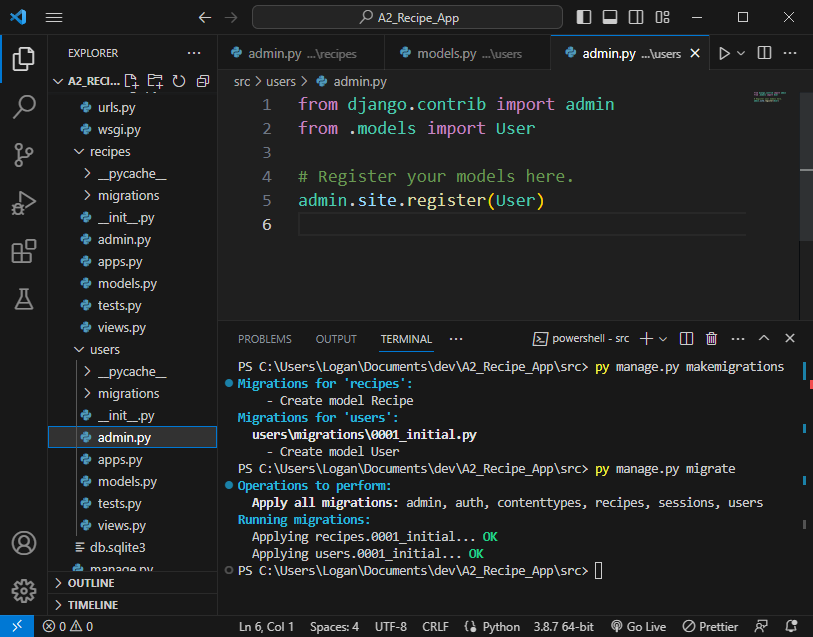 A2_Recipe_App
EXPLORER
A2_RECI...
urls.py
wsgi.py
recipes
__pycache__
migrations
__init__.py
admin.py
apps.py
models.py
tests.py
views.py
users
__pycache__
migrations
__init__.py
admin.py
apps.py
models.py
tests.py
views.py
db.sqlite3
manage.py
OUTLINE
TIMELINE
admin.py ...\recipes
models.py ...\users
admin.py ...\users
src > users > admin.py
1 from django.contrib import admin
2 from .models import User
3
4 # Register your models here.
5 admin.site.register(User)
6
PROBLEMS OUTPUT TERMINAL ...
powershell - src
PS C:\Users\Logan\Documents\dev\A2_Recipe_App\src> py manage.py makemigrations
Migrations for 'recipes':
- Create model Recipe
Migrations for 'users':
users\migrations\0001_initial.py
- Create model User
PS C:\Users\Logan\Documents\dev\A2_Recipe_App\src> py manage.py migrate
Operations to perform:
Apply all migrations: admin, auth, contenttypes, recipes, sessions, users
Running migrations:
Applying recipes.0001_initial... OK
Applying users.0001_initial... OK
PS C:\Users\Logan\Documents\dev\A2_Recipe_App\src>
0 0 Ln 6, Col 1 Spaces: 4 UTF-8 CRLF Python 3.8.7 64-bit Go Live Prettier